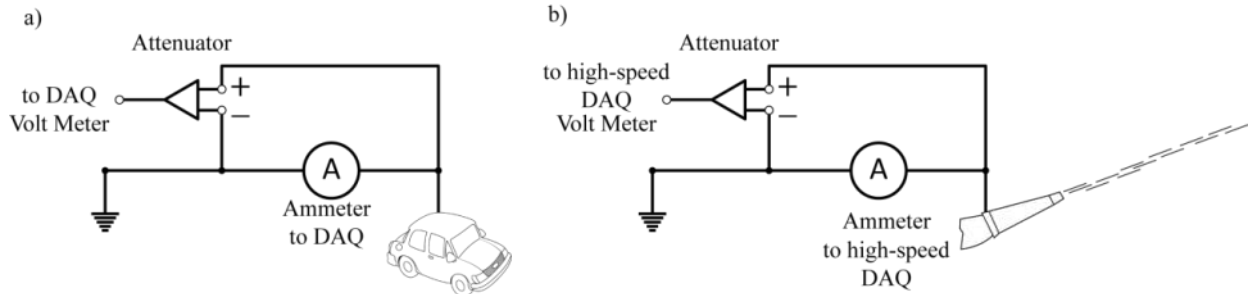 a)
Attenuator
+
−
to DAQ
Volt Meter
A
Ammeter
to DAQ
b)
Attenuator
to high-speed
DAQ
Volt Meter
+
−
A
Ammeter
to high-speed
DAQ